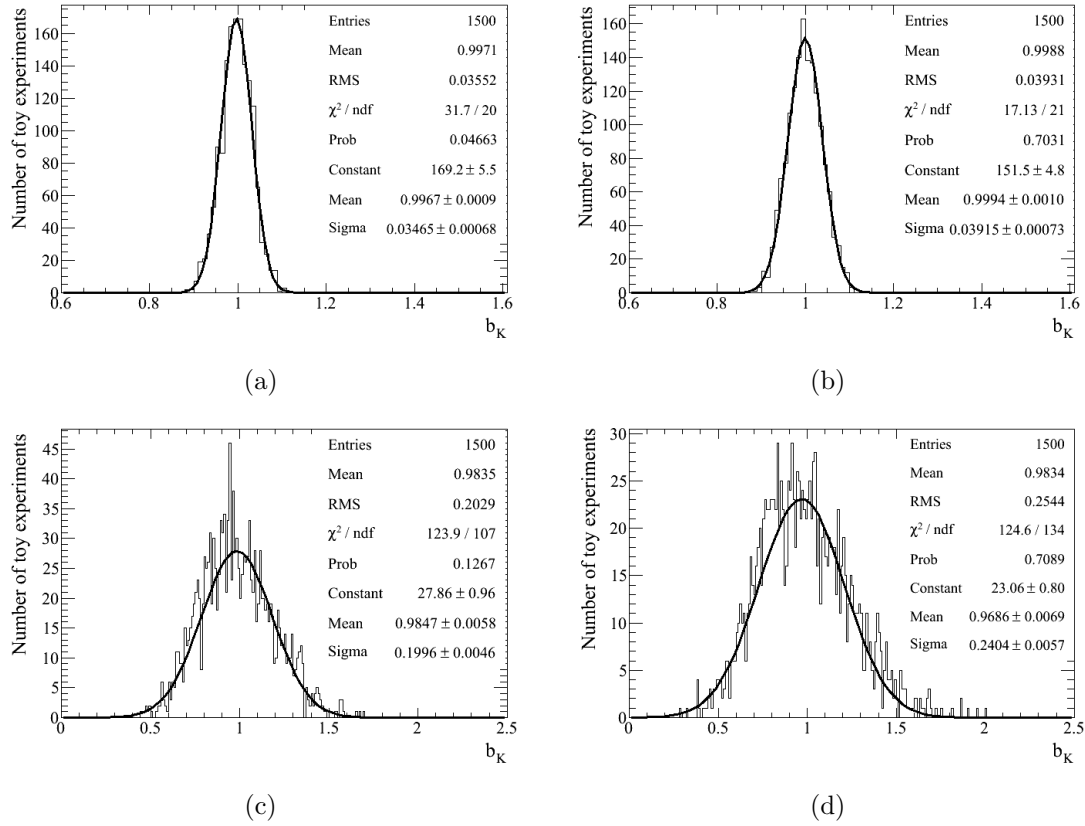 Number of toy experiments
160
140
120
100
80
60
40
20
0
0.6 0.8 1 1.2 1.4 1.6
b_K
Entries 1500
Mean 0.9971
RMS 0.03552
χ² / ndf 31.7 / 20
Prob 0.04663
Constant 169.2 ± 5.5
Mean 0.9967 ± 0.0009
Sigma 0.03465 ± 0.00068
(a)
Number of toy experiments
160
140
120
100
80
60
40
20
0
0.6 0.8 1 1.2 1.4 1.6
b_K
Entries 1500
Mean 0.9988
RMS 0.03931
χ² / ndf 17.13 / 21
Prob 0.7031
Constant 151.5 ± 4.8
Mean 0.9994 ± 0.0010
Sigma 0.03915 ± 0.00073
(b)
Number of toy experiments
45
40
35
30
25
20
15
10
5
0
0 0.5 1 1.5 2 2.5
b_K
Entries 1500
Mean 0.9835
RMS 0.2029
χ² / ndf 123.9 / 107
Prob 0.1267
Constant 27.86 ± 0.96
Mean 0.9847 ± 0.0058
Sigma 0.1996 ± 0.0046
(c)
Number of toy experiments
30
25
20
15
10
5
0
0 0.5 1 1.5 2 2.5
b_K
Entries 1500
Mean 0.9834
RMS 0.2544
χ² / ndf 124.6 / 134
Prob 0.7089
Constant 23.06 ± 0.80
Mean 0.9686 ± 0.0069
Sigma 0.2404 ± 0.0057
(d)